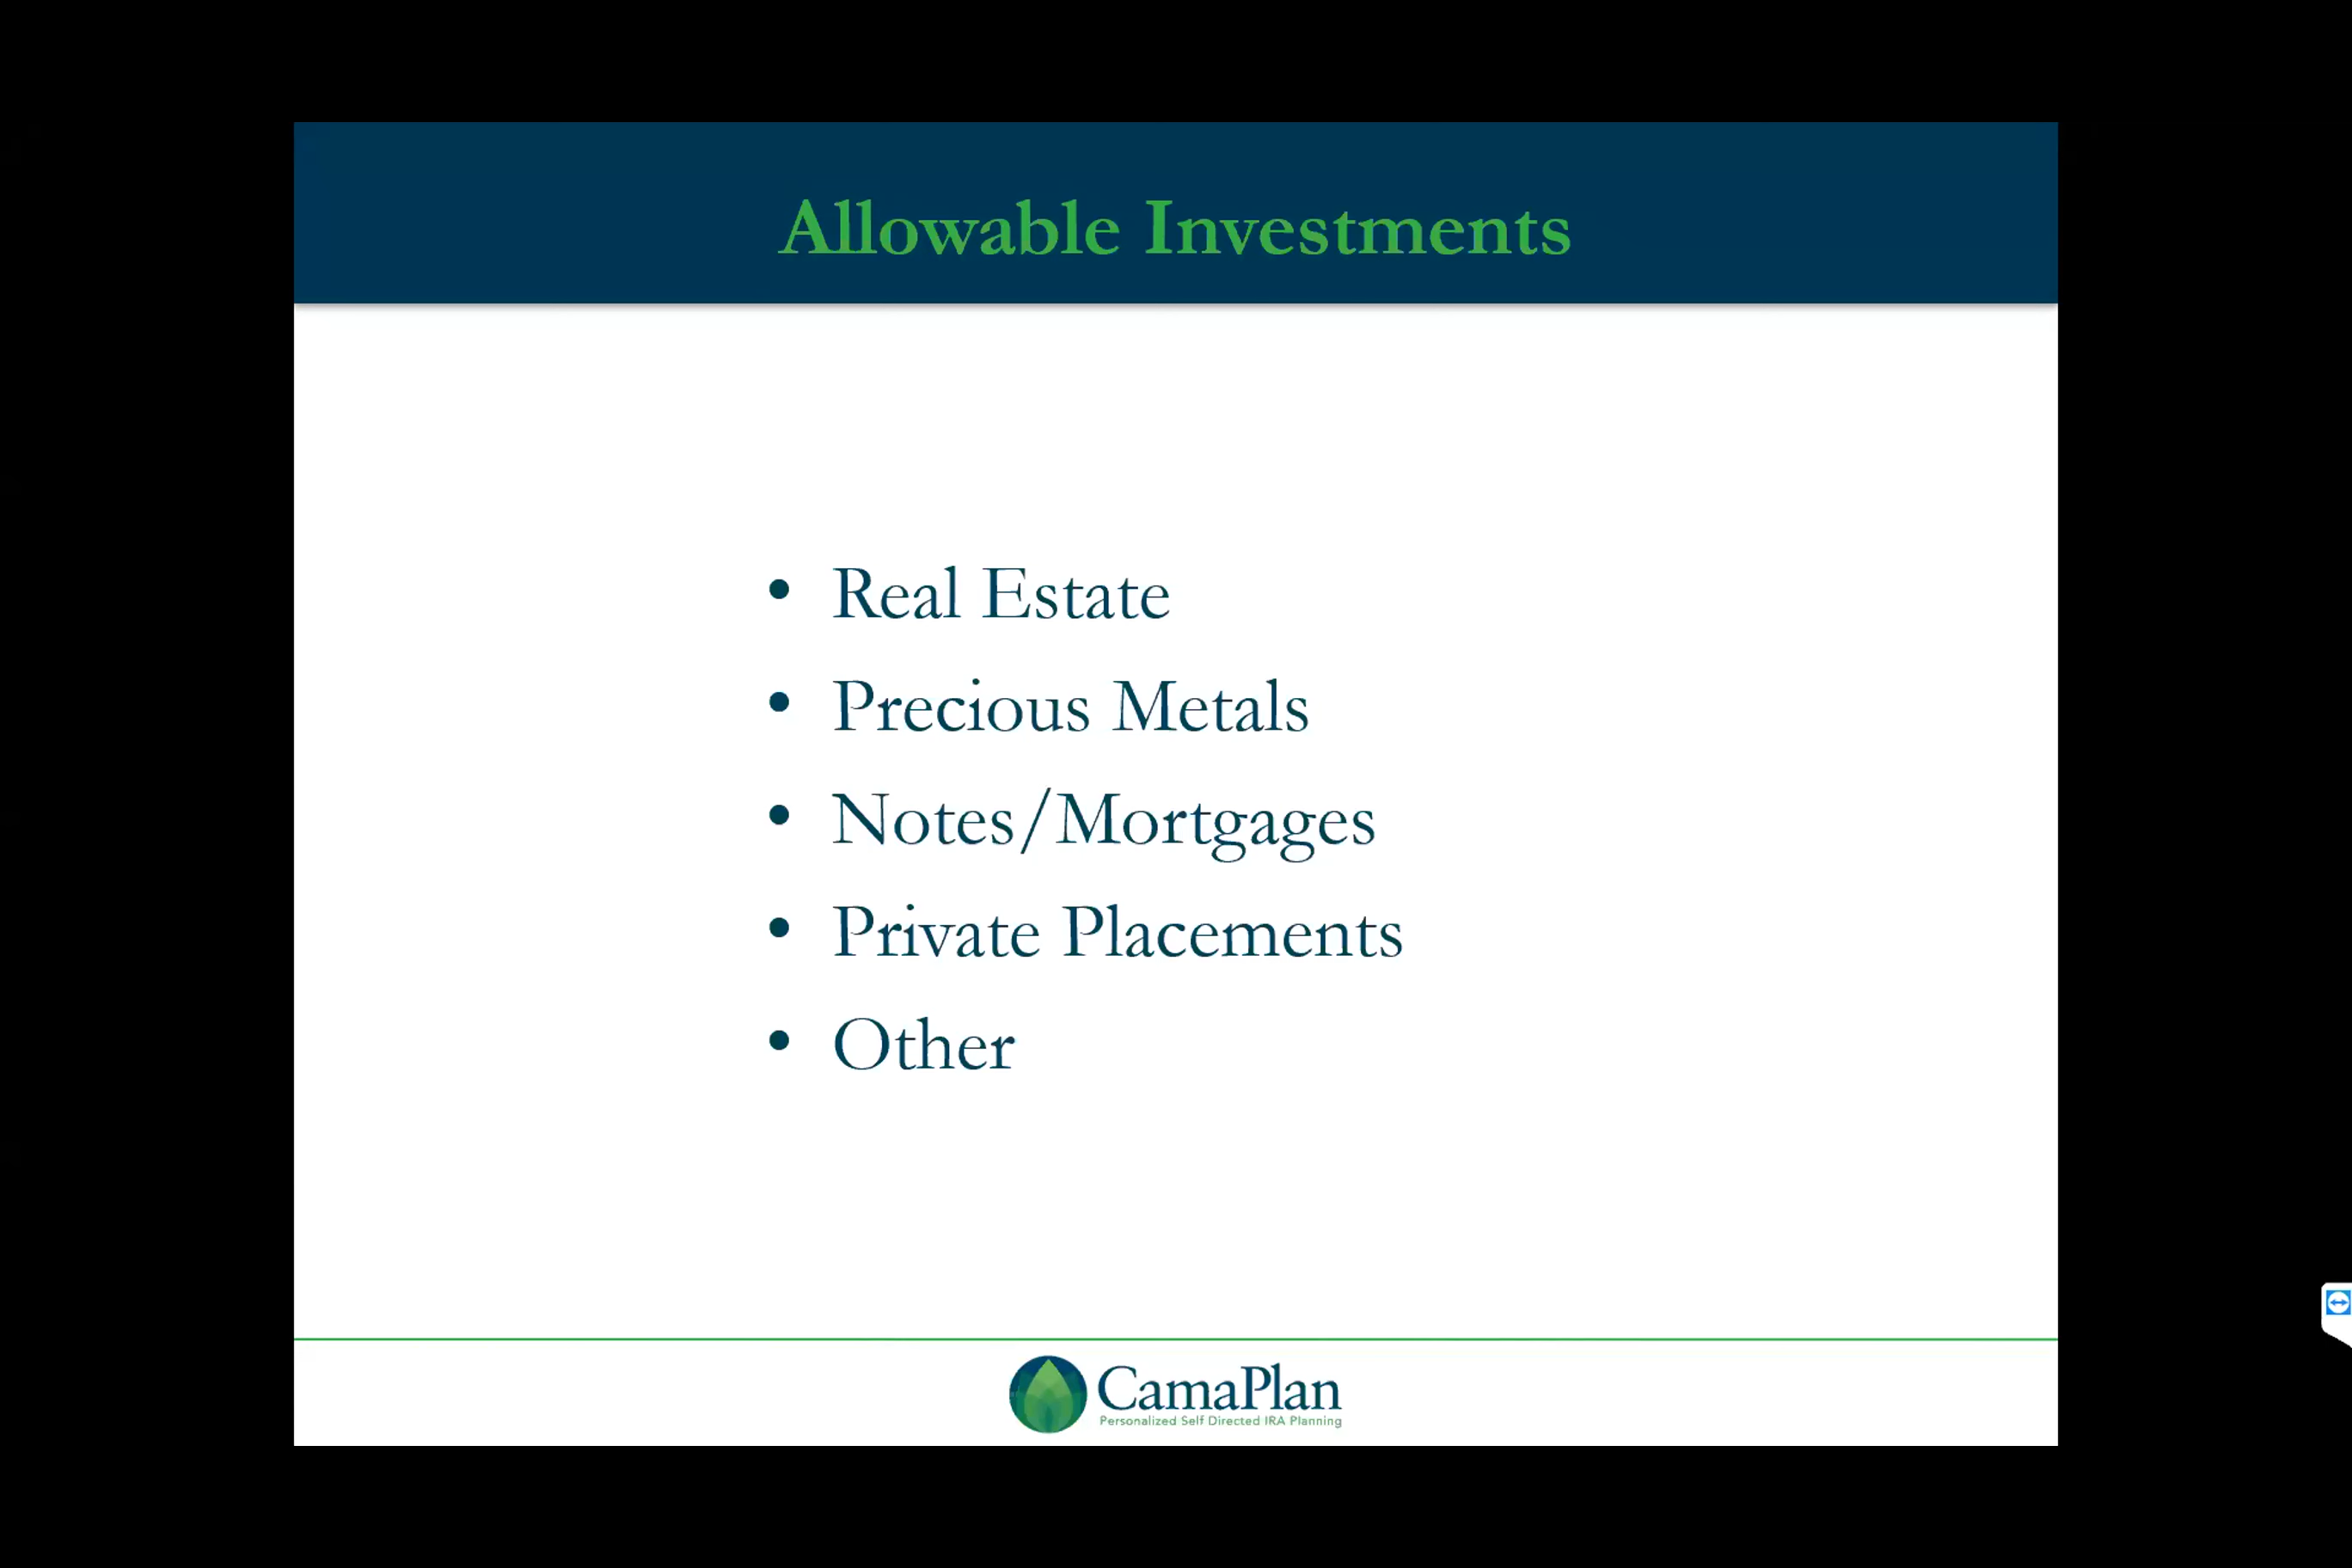 Allowable Investments
• Real Estate
• Precious Metals
• Notes/Mortgages
• Private Placements
• Other
CamaPlan
Personalized Self Directed IRA Planning